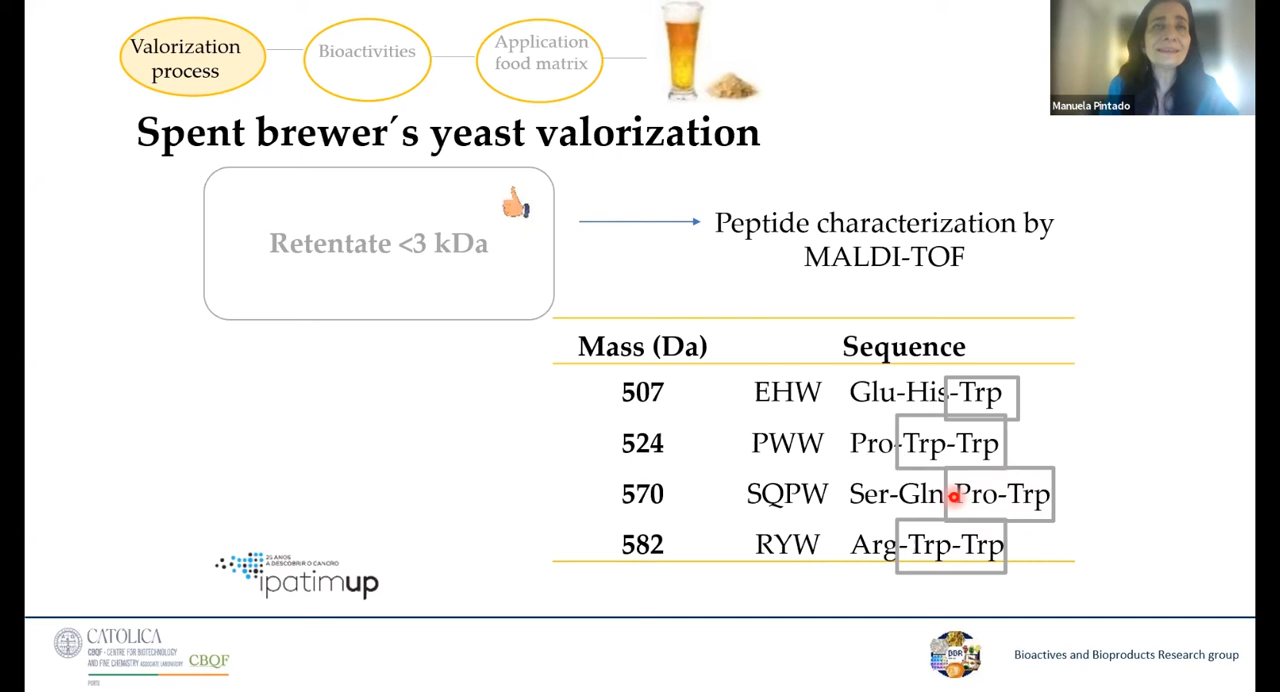 Valorization
process
Bioactivities
Application
food matrix
Manuela Pintado
Spent brewer´s yeast valorization
Retentate <3 kDa
Peptide characterization by
MALDI-TOF
Mass (Da) Sequence
507 EHW Glu-His-Trp
524 PWW Pro-Trp-Trp
570 SQPW Ser-Gln-Pro-Trp
582 RYW Arg-Trp-Trp
25 ANOS
A DESCOBRIR O CANCRO
ipatimup
CATOLICA
CBQF - CENTRE FOR BIOTECHNOLOGY
AND FINE CHEMISTRY ASSOCIATE LABORATORY
CBQF
PORTO
BBR
Bioactives and Bioproducts Research group